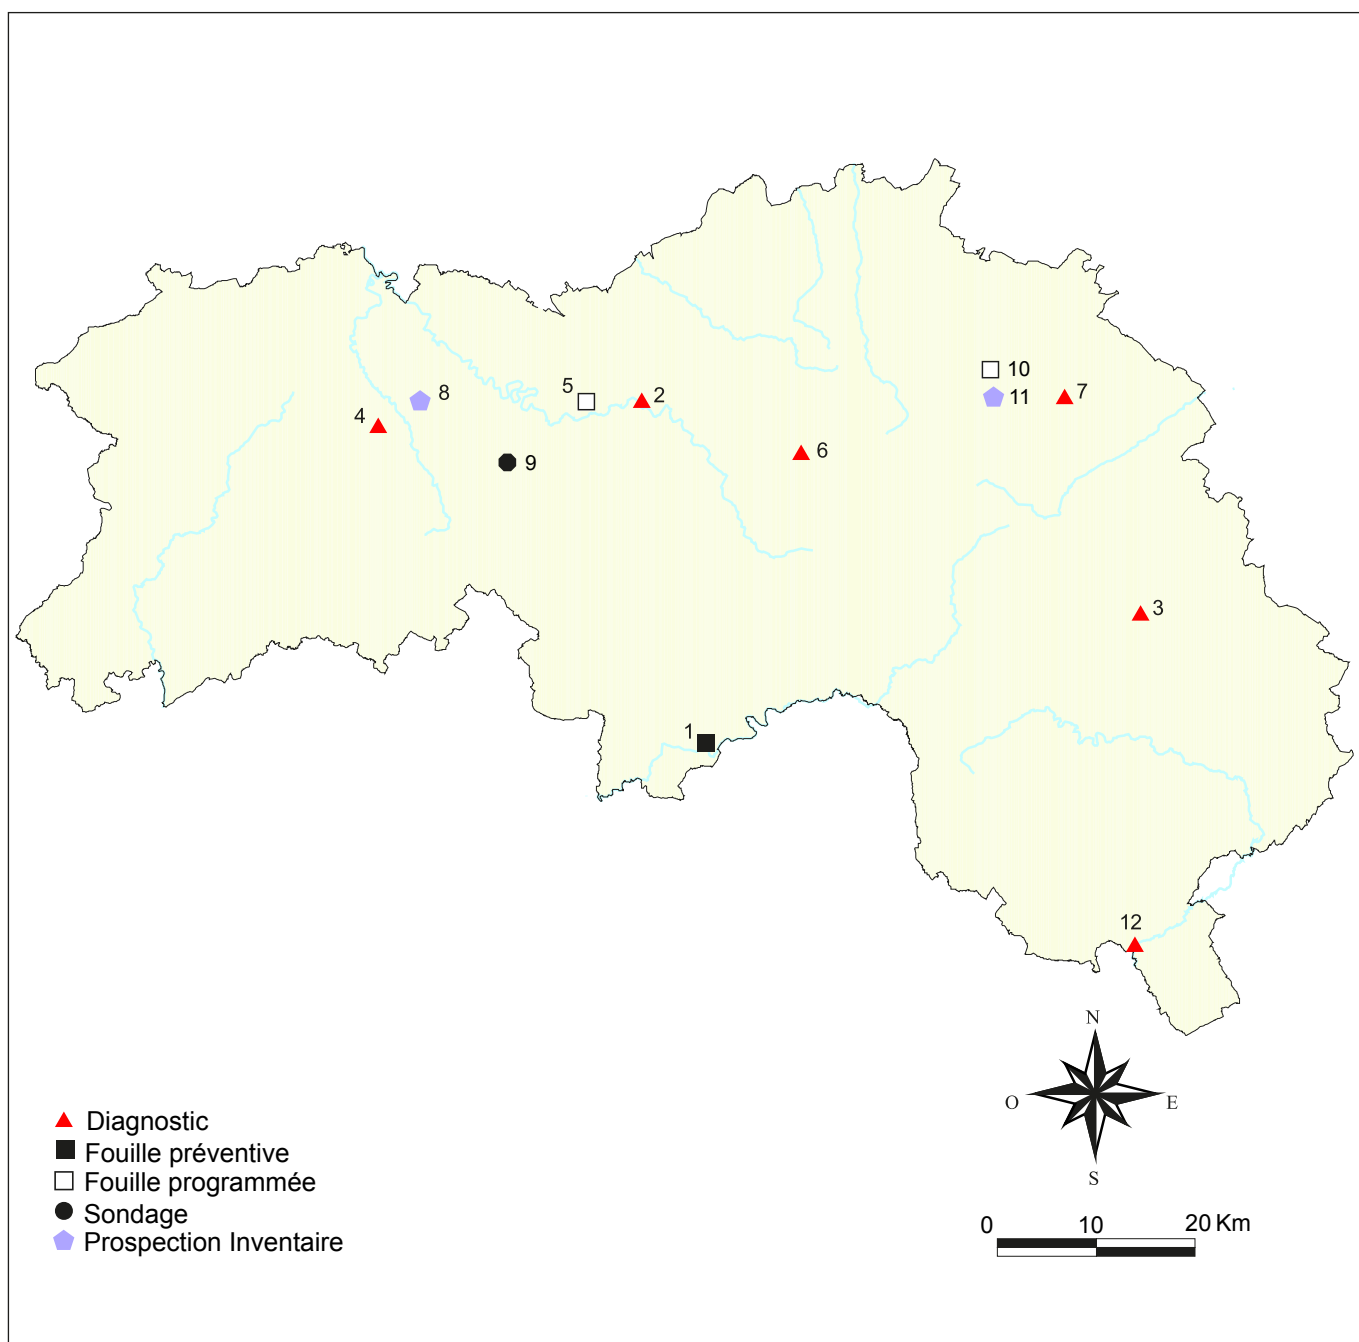 10
5
8
2
11
7
4
6
9
3
1
12
N
O
E
S
Diagnostic
Fouille préventive
Fouille programmée
Sondage
Prospection Inventaire
0 10 20 Km